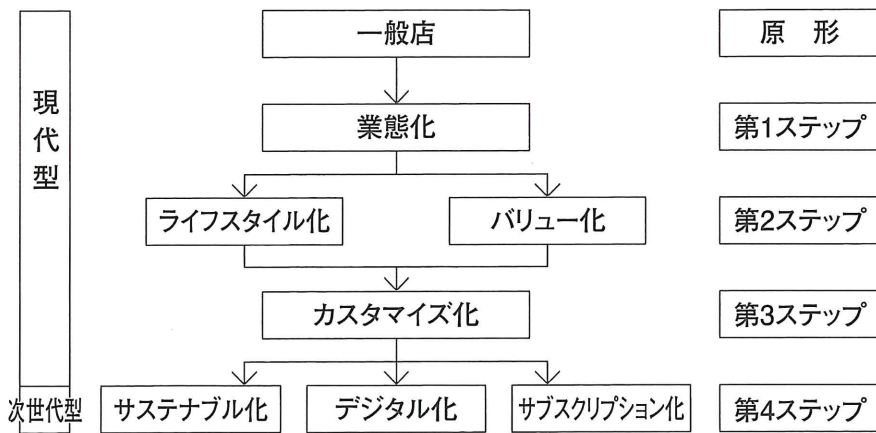 一般店
原 形
現代型
業態化
第1ステップ
ライフスタイル化
バリュー化
第2ステップ
カスタマイズ化
第3ステップ
次世代型
サステナブル化
デジタル化
サブスクリプション化
第4ステップ